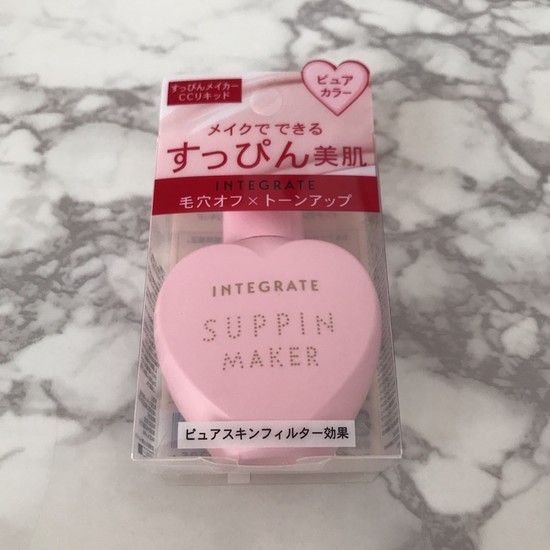 すっぴんメイカー
CCリキッド
ピュア
カラー
メイクで できる
すっぴん美肌
INTEGRATE
毛穴オフ×トーンアップ
INTEGRATE
SUPPIN
MAKER
ピュアスキンフィルター効果